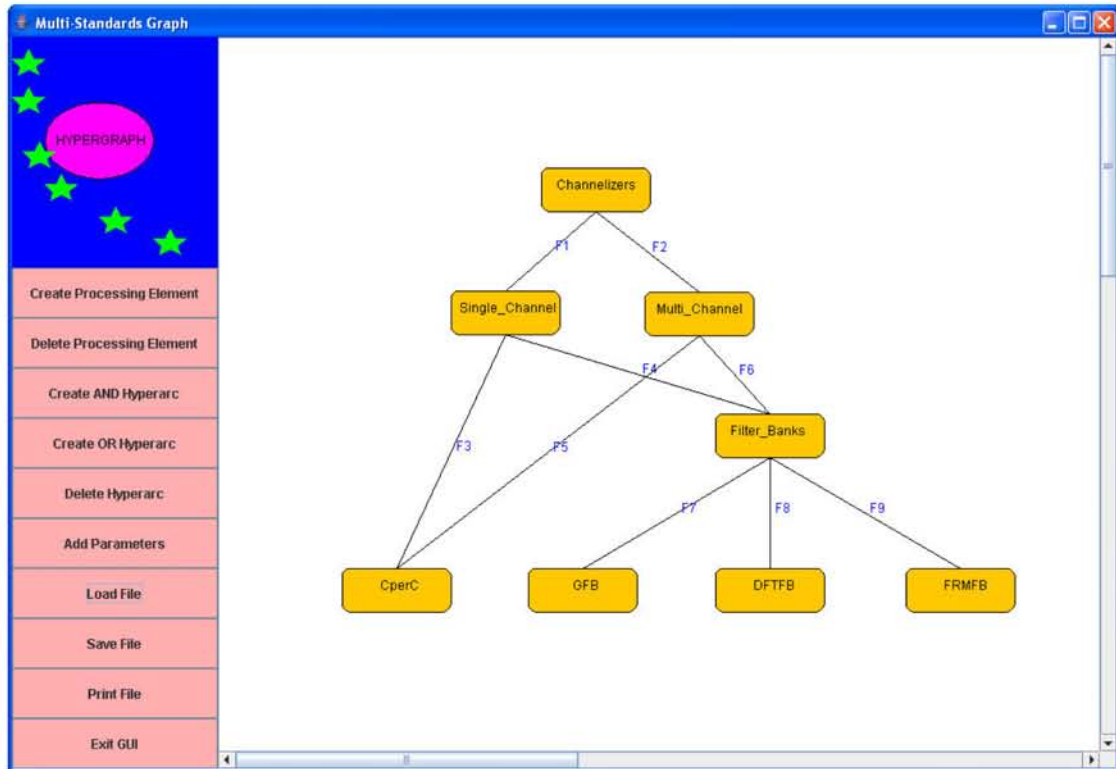 Multi-Standards Graph
HYPERGRAPH
Create Processing Element
Delete Processing Element
Create AND Hyperarc
Create OR Hyperarc
Delete Hyperarc
Add Parameters
Load File
Save File
Print File
Exit GUI
Channelizers
F1
F2
Single_Channel
Multi_Channel
F4
F6
Filter_Banks
F3
F5
F7
F8
F9
CperC
GFB
DFTFB
FRMFB